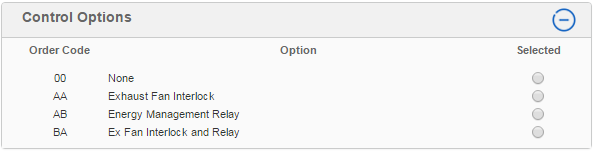 Control Options
Order Code Option Selected
00 None
AA Exhaust Fan Interlock
AB Energy Management Relay
BA Ex Fan Interlock and Relay